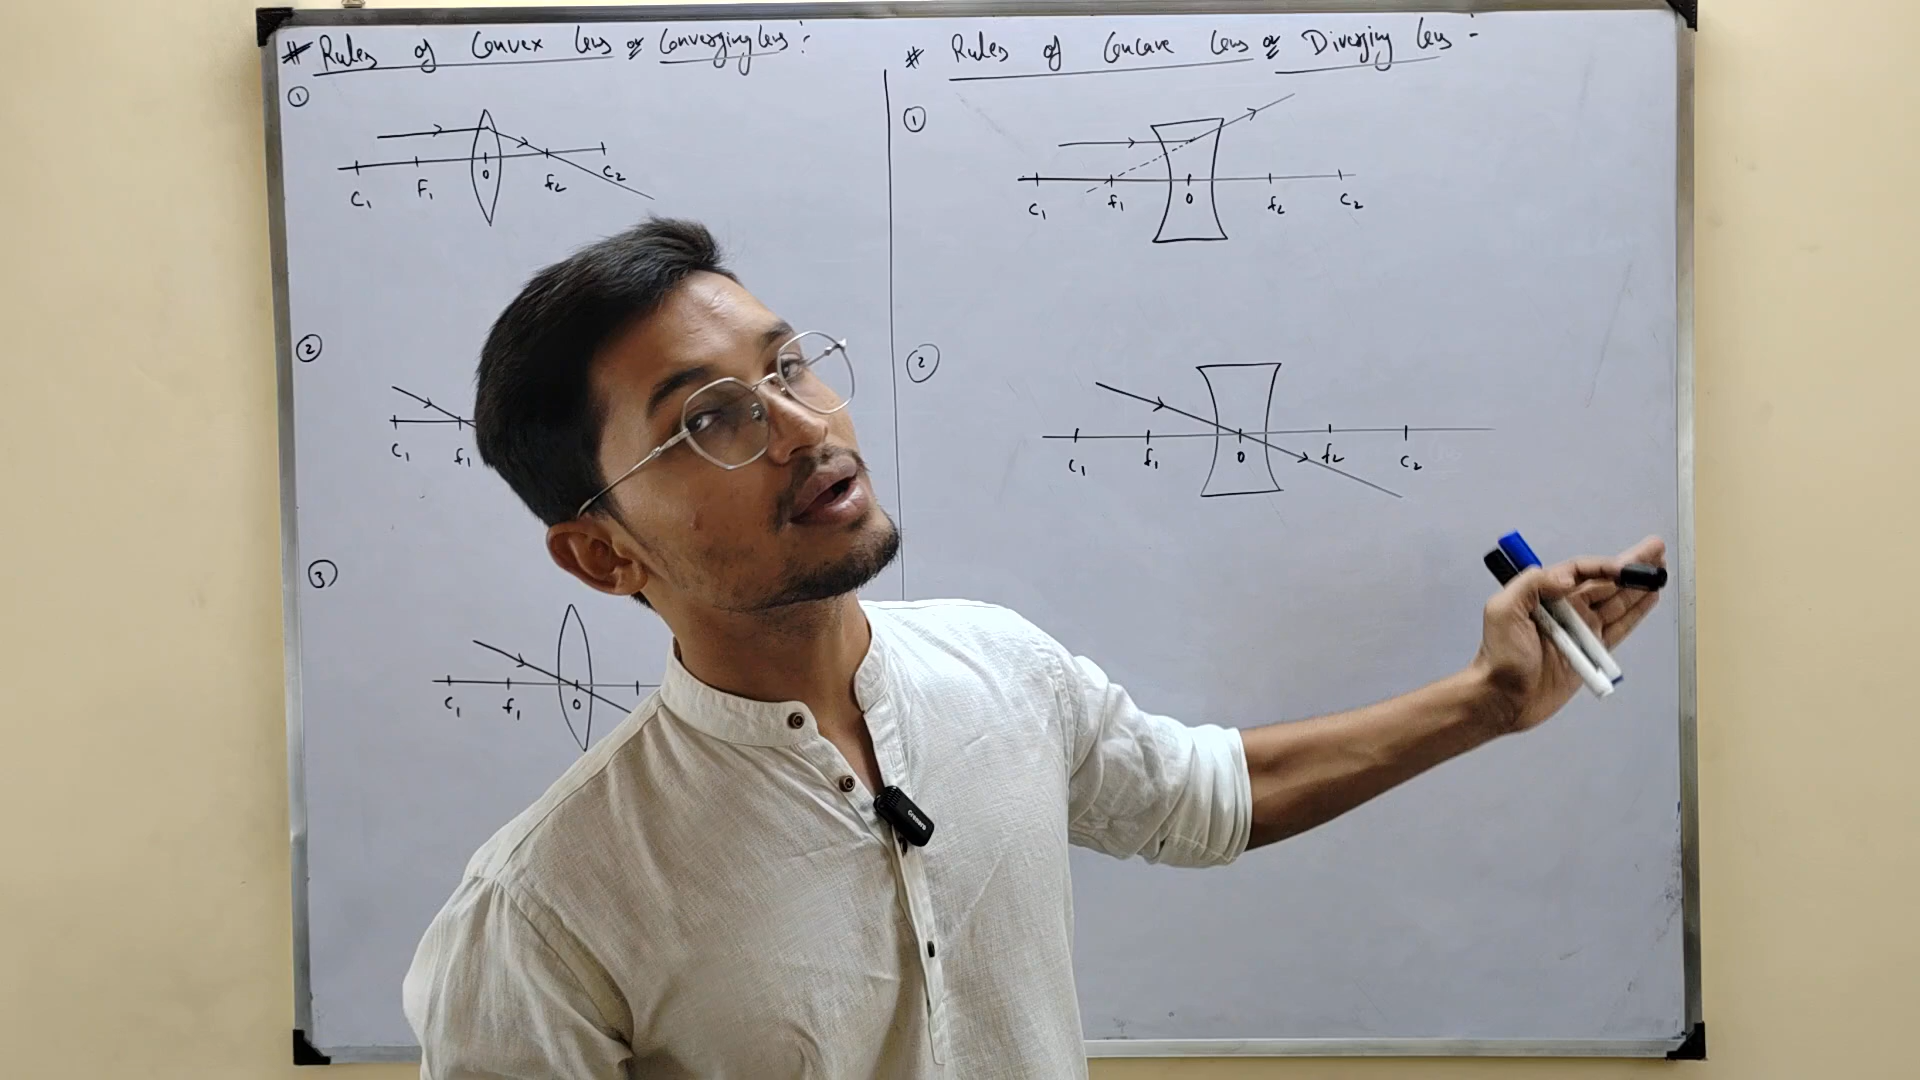 # Rules of Convex lens or Converging lens :-
①
C₁ F₁ O f₂ C₂
②
C₁ f₁
③
C₁ f₁ O
# Rules of Concave lens or Diverging lens :-
①
C₁ f₁ O f₂ C₂
②
C₁ f₁ O f₂ C₂